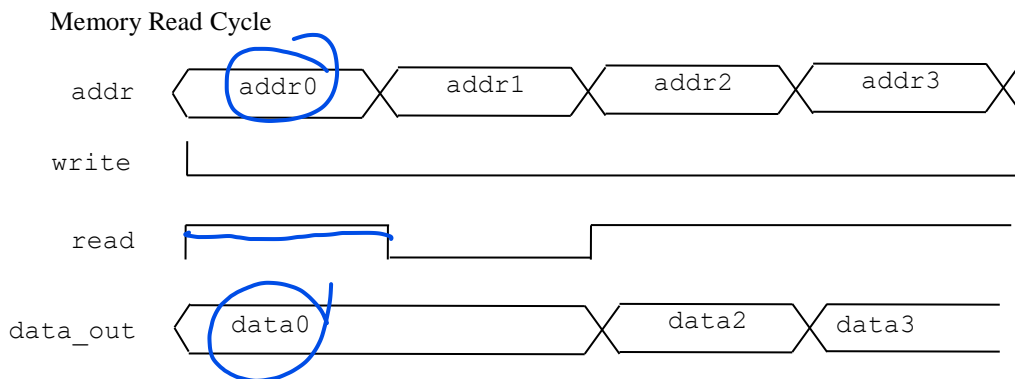 Memory Read Cycle
addr addr0 addr1 addr2 addr3
write
read
data_out data0 data2 data3